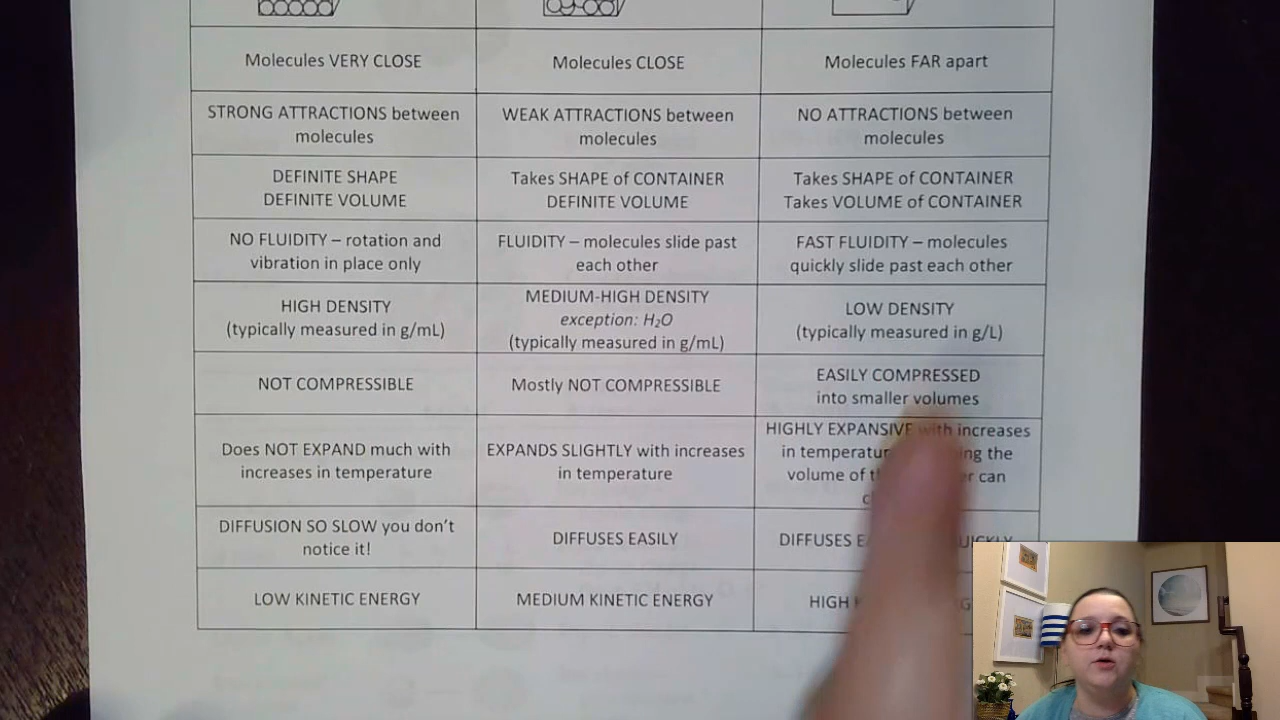 Molecules VERY CLOSE
Molecules CLOSE
Molecules FAR apart
STRONG ATTRACTIONS between
molecules
WEAK ATTRACTIONS between
molecules
NO ATTRACTIONS between
molecules
DEFINITE SHAPE
DEFINITE VOLUME
Takes SHAPE of CONTAINER
DEFINITE VOLUME
Takes SHAPE of CONTAINER
Takes VOLUME of CONTAINER
NO FLUIDITY – rotation and
vibration in place only
FLUIDITY – molecules slide past
each other
FAST FLUIDITY – molecules
quickly slide past each other
HIGH DENSITY
(typically measured in g/mL)
MEDIUM-HIGH DENSITY
exception: H₂O
(typically measured in g/mL)
LOW DENSITY
(typically measured in g/L)
NOT COMPRESSIBLE
Mostly NOT COMPRESSIBLE
EASILY COMPRESSED
into smaller volumes
Does NOT EXPAND much with
increases in temperature
EXPANDS SLIGHTLY with increases
in temperature
HIGHLY EXPANSIVE with increases
in the
volume of can
DIFFUSION SO SLOW you don't
notice it!
DIFFUSES EASILY
DIFFUSES
LOW KINETIC ENERGY
MEDIUM KINETIC ENERGY
HIGH